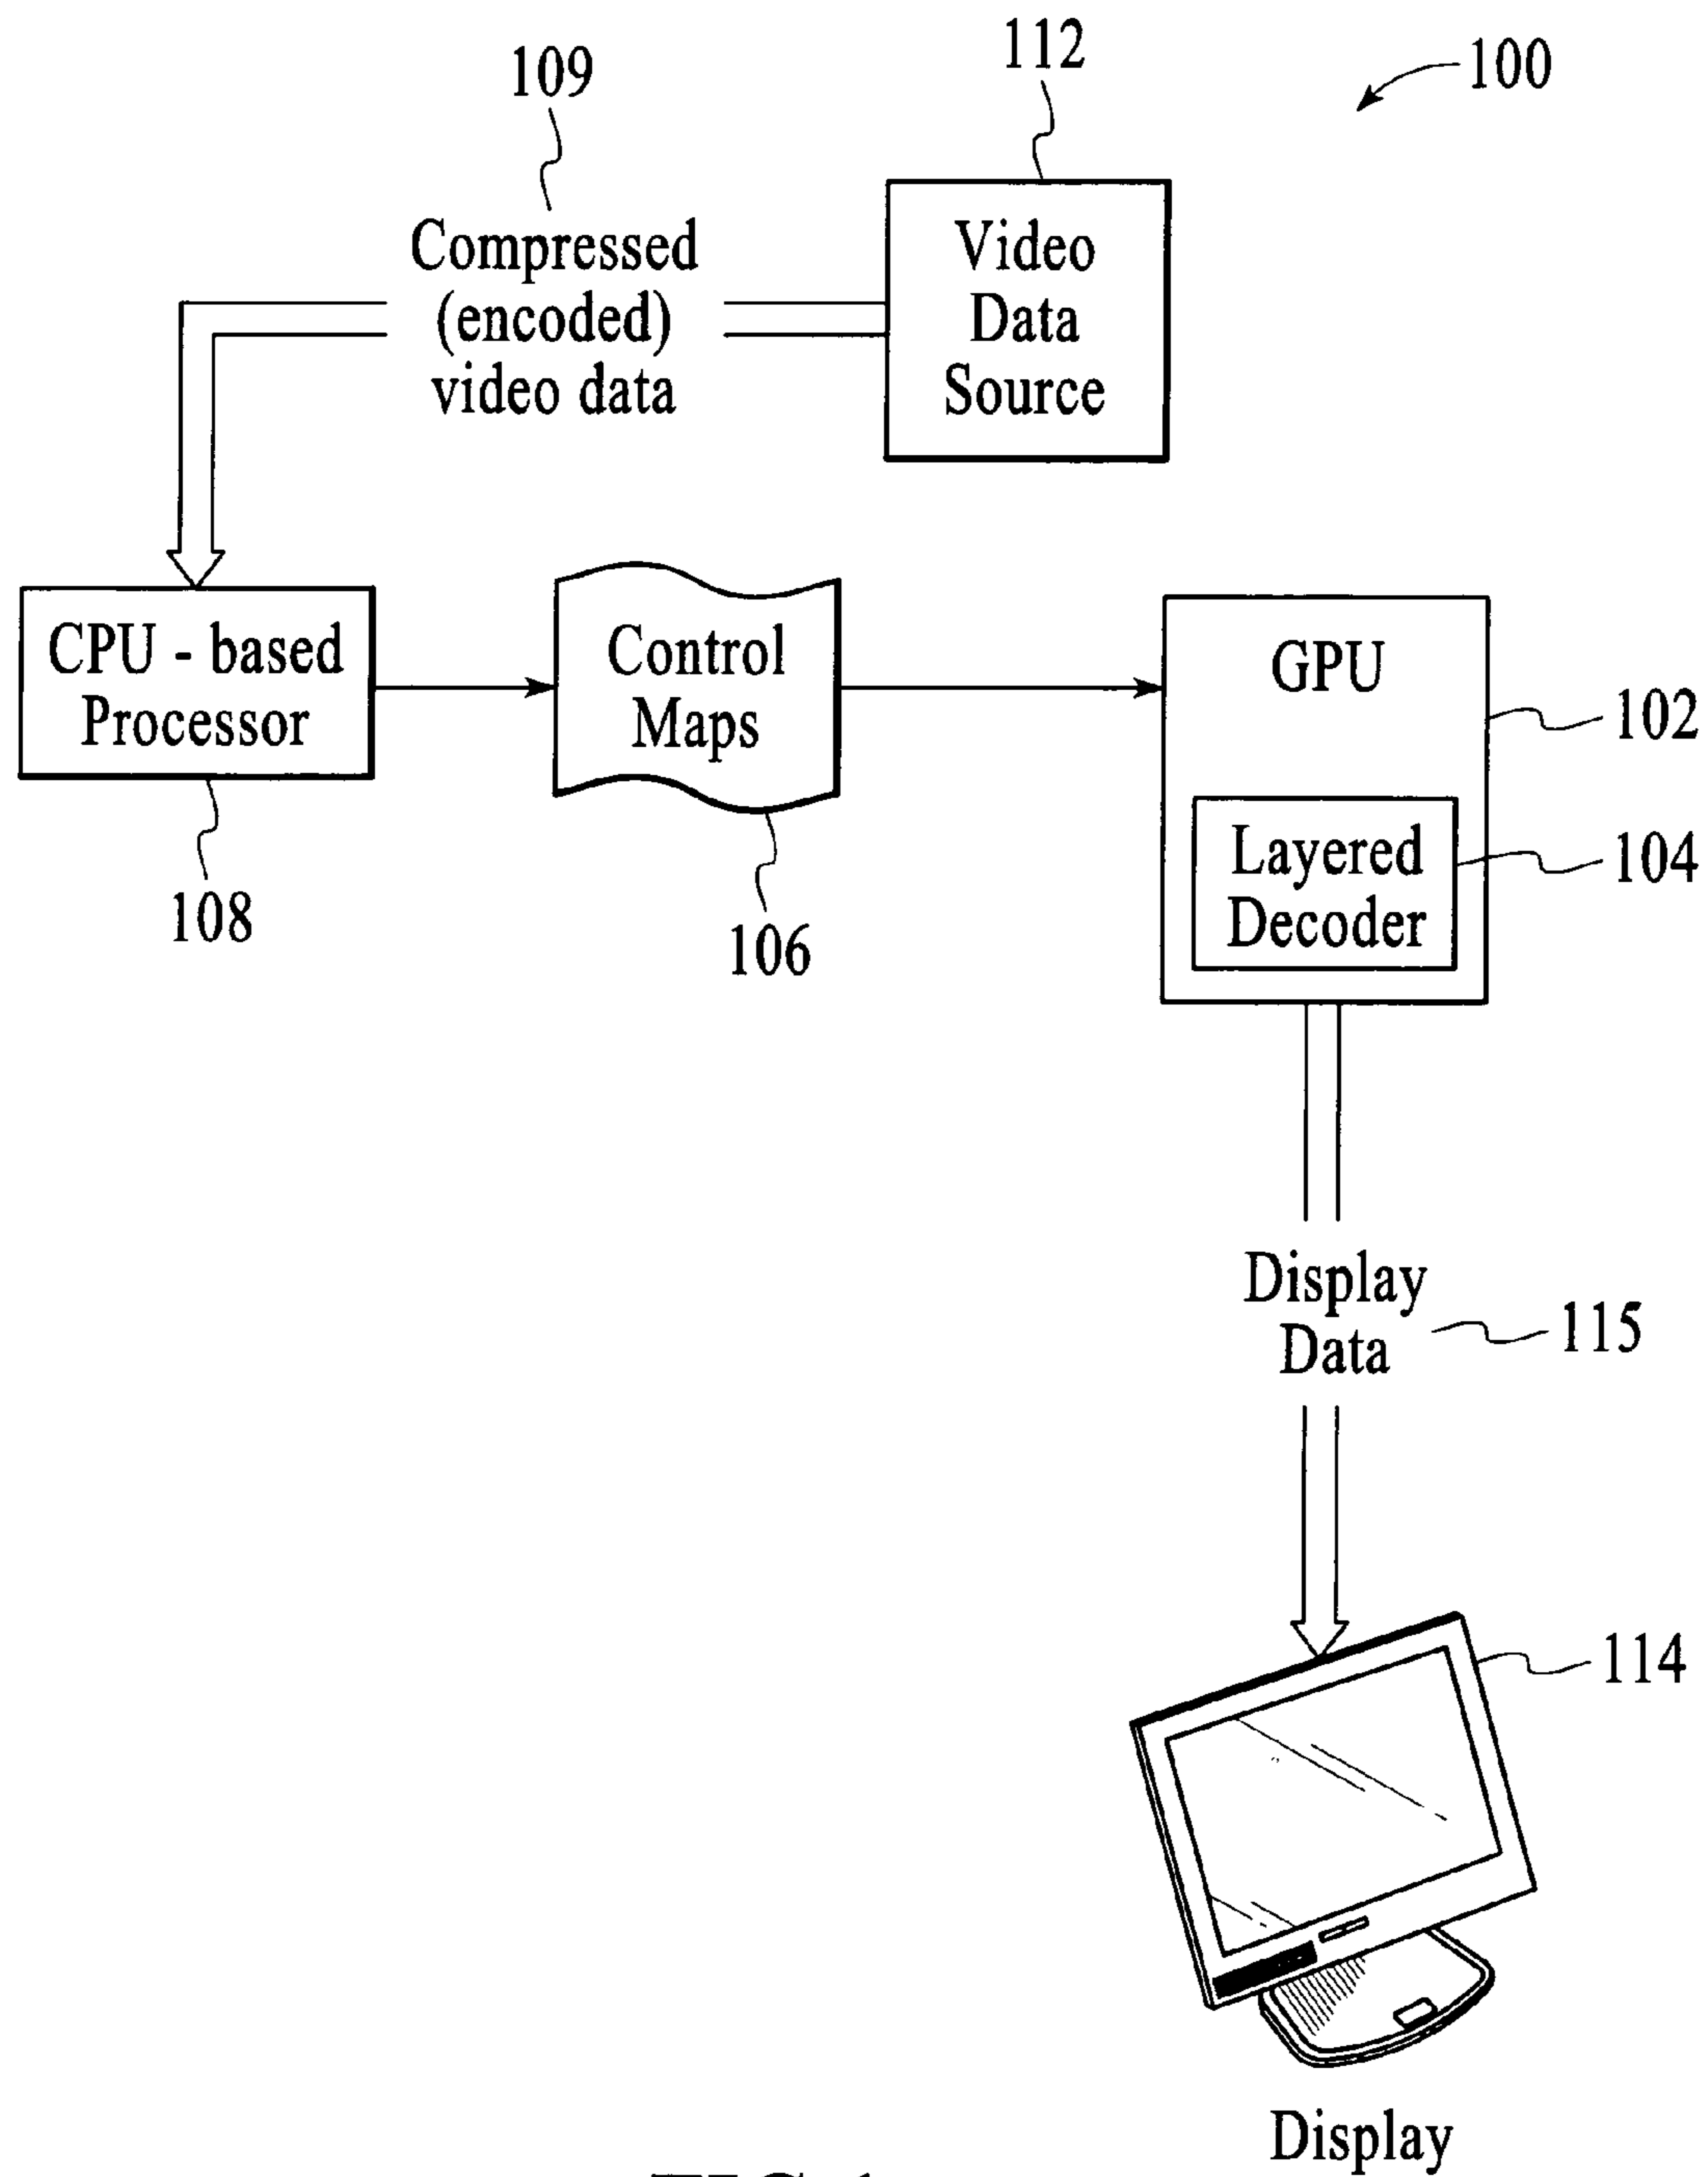 112
100
109
Compressed
(encoded)
video data
Video
Data
Source
CPU - based
Processor
Control
Maps
GPU
102
Layered
Decoder
104
108
106
Display
Data
115
114
Display